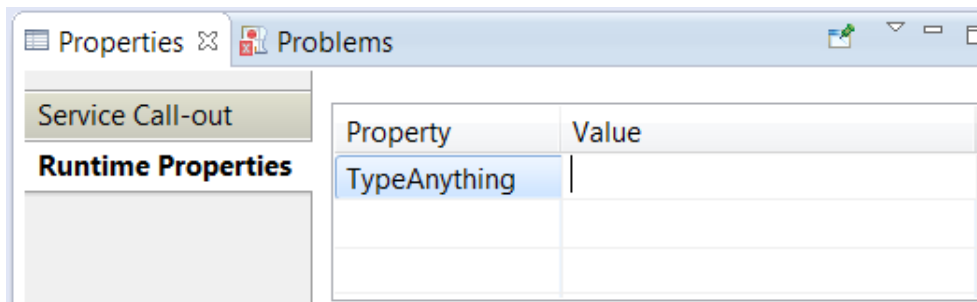 Properties Problems
Service Call-out
Runtime Properties
Property Value
TypeAnything